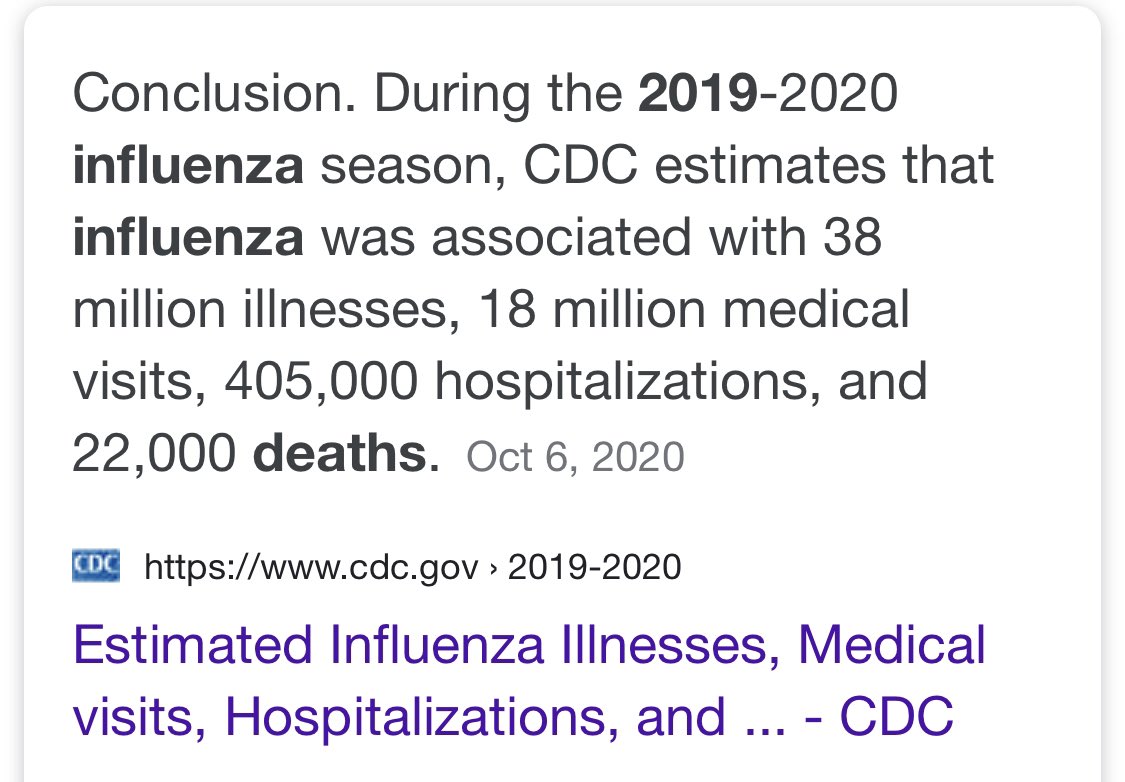 Conclusion. During the 2019-2020
influenza season, CDC estimates that
influenza was associated with 38
million illnesses, 18 million medical
visits, 405,000 hospitalizations, and
22,000 deaths. Oct 6, 2020
CDC https://www.cdc.gov › 2019-2020
Estimated Influenza Illnesses, Medical
visits, Hospitalizations, and ... - CDC